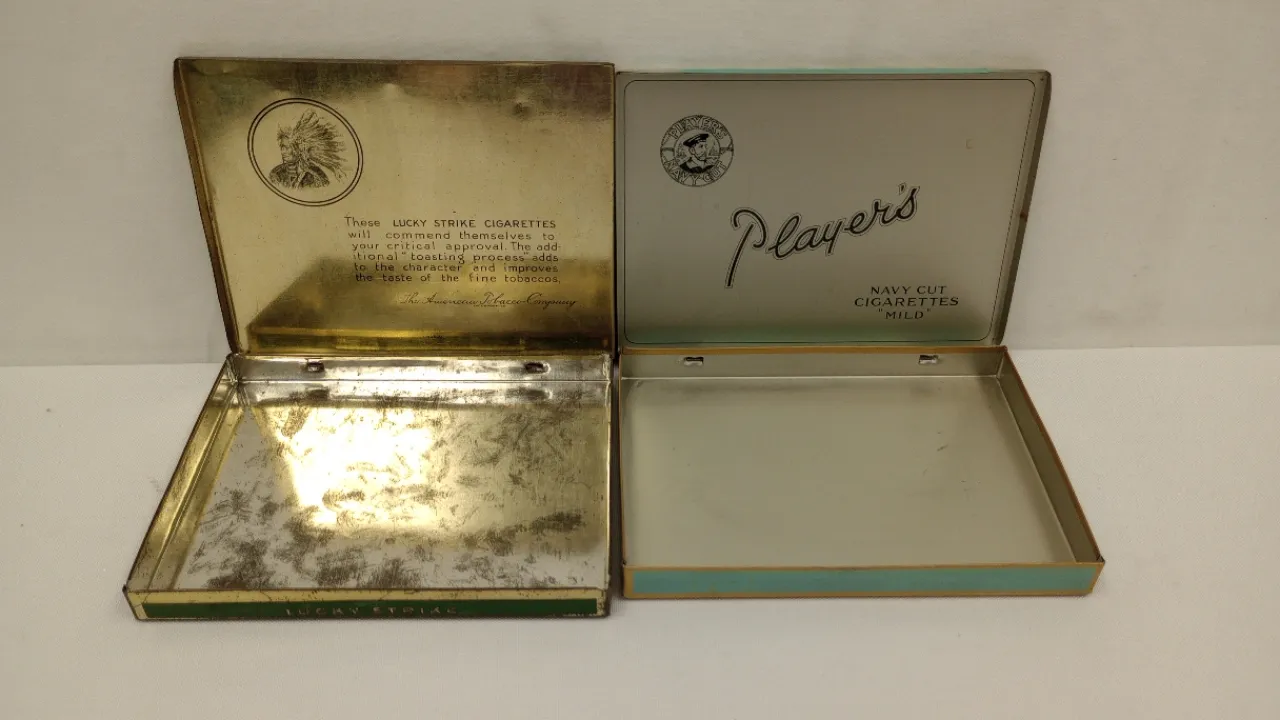 These LUCKY STRIKE CIGARETTES
will commend themselves to
your critical approval. The add-
itional "toasting process" adds
to the character and improves
the taste of the fine tobaccos.
The American Tobacco Company
LUCKY STRIKE
PLAYER'S
NAVY CUT
Player's
NAVY CUT
CIGARETTES
"MILD"